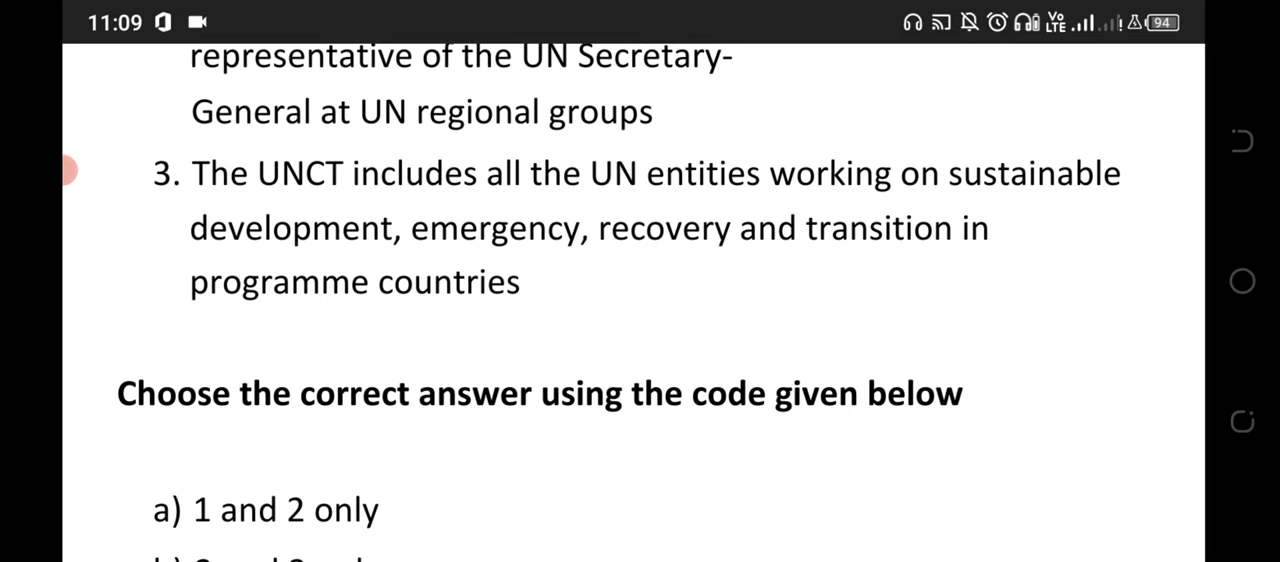 11:09
Vo
LTE
94
representative of the UN Secretary-
General at UN regional groups
3. The UNCT includes all the UN entities working on sustainable
development, emergency, recovery and transition in
programme countries
Choose the correct answer using the code given below
a) 1 and 2 only